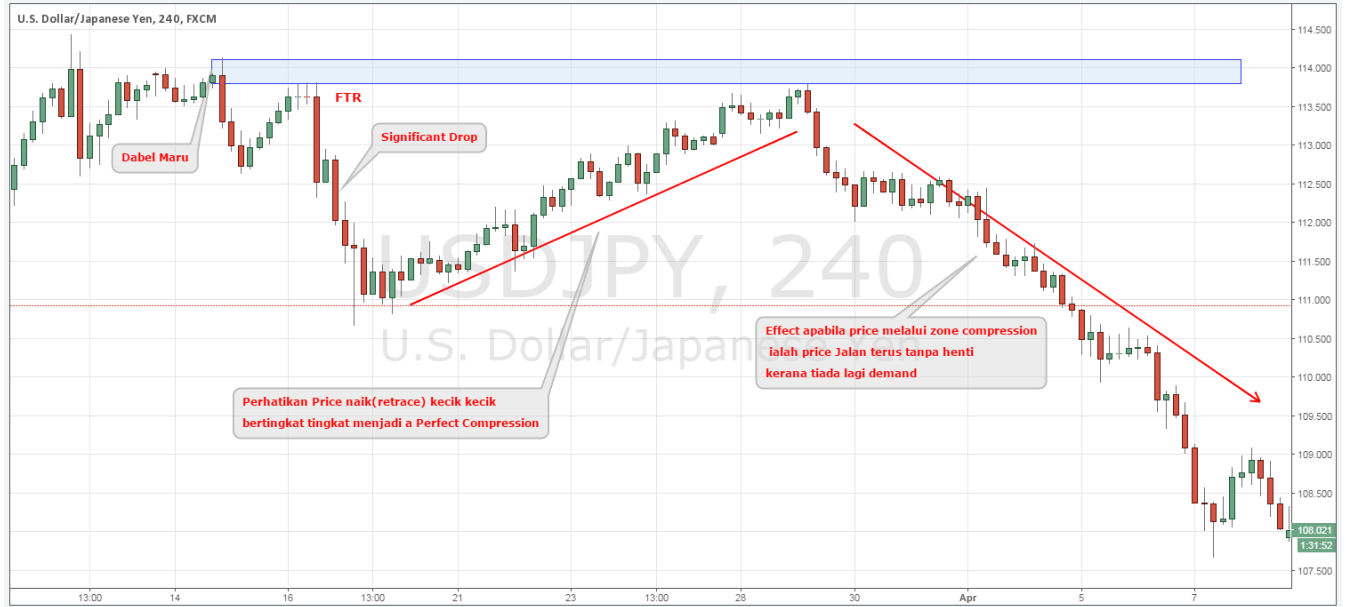 U.S. Dollar/Japanese Yen, 240, FXCM
114.500
114.000
113.500
113.000
112.500
112.000
111.500
111.000
110.500
110.000
109.500
109.000
108.500
108.021
1:31:52
107.500
FTR
Significant Drop
Dabel Maru
USDJPY, 240
U.S. Dollar/Japanese Yen
Effect apabila price melalui zone compression
ialah price Jalan terus tanpa henti
kerana tiada lagi demand
Perhatikan Price naik(retrace) kecik kecik
bertingkat tingkat menjadi a Perfect Compression
13:00 14 16 13:00 21 23 13:00 28 30 Apr 5 7